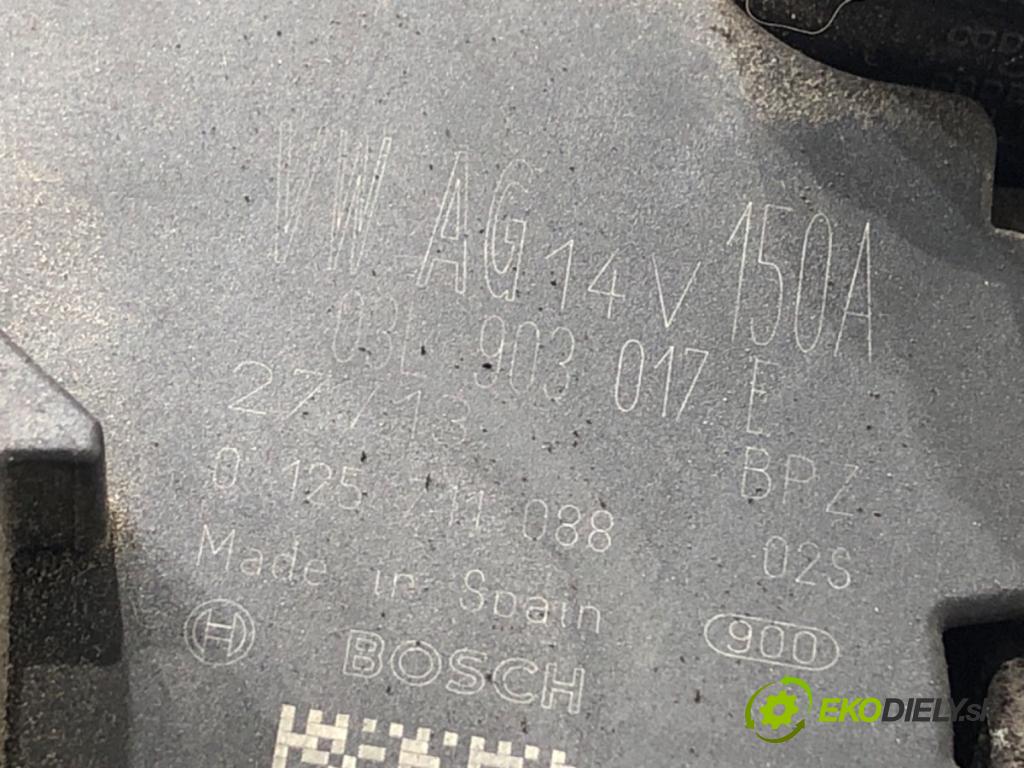 VW AG 14V 150A
03L 903 017 E
27/13 BPZ
0 125 711 088 02S
Made in Spain
H BOSCH 900
EKODIELY.sk